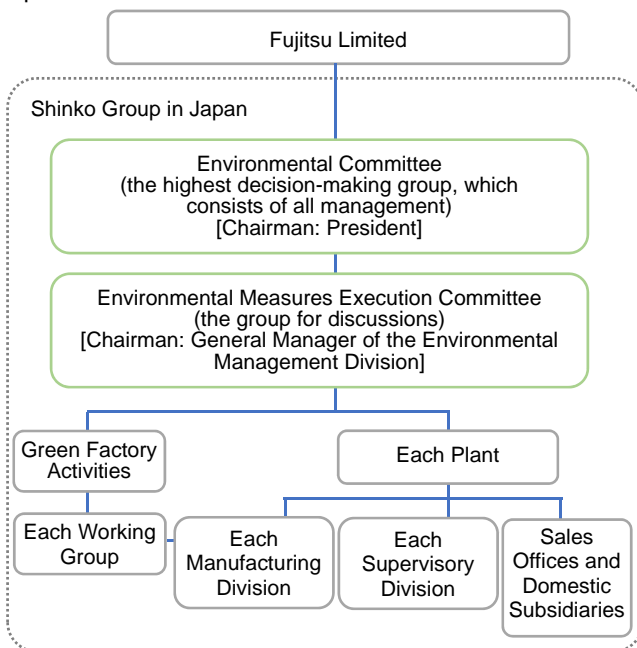 Fujitsu Limited
Shinko Group in Japan
Environmental Committee
(the highest decision-making group, which
consists of all management)
[Chairman: President]
Environmental Measures Execution Committee
(the group for discussions)
[Chairman: General Manager of the Environmental
Management Division]
Green Factory
Activities
Each Plant
Each Working
Group
Each
Manufacturing
Division
Each
Supervisory
Division
Sales
Offices and
Domestic
Subsidiaries